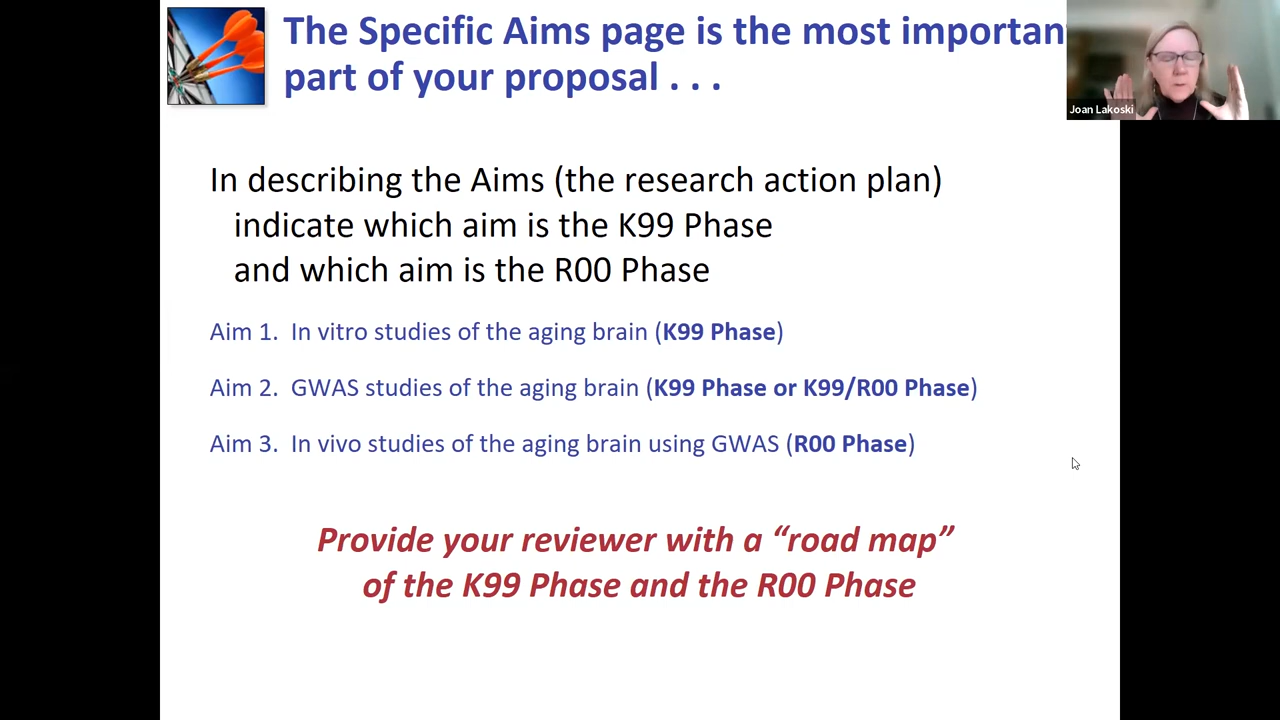 The Specific Aims page is the most importan
part of your proposal . . .
Joan Lakoski
In describing the Aims (the research action plan)
indicate which aim is the K99 Phase
and which aim is the R00 Phase
Aim 1. In vitro studies of the aging brain (K99 Phase)
Aim 2. GWAS studies of the aging brain (K99 Phase or K99/R00 Phase)
Aim 3. In vivo studies of the aging brain using GWAS (R00 Phase)
Provide your reviewer with a “road map”
of the K99 Phase and the R00 Phase